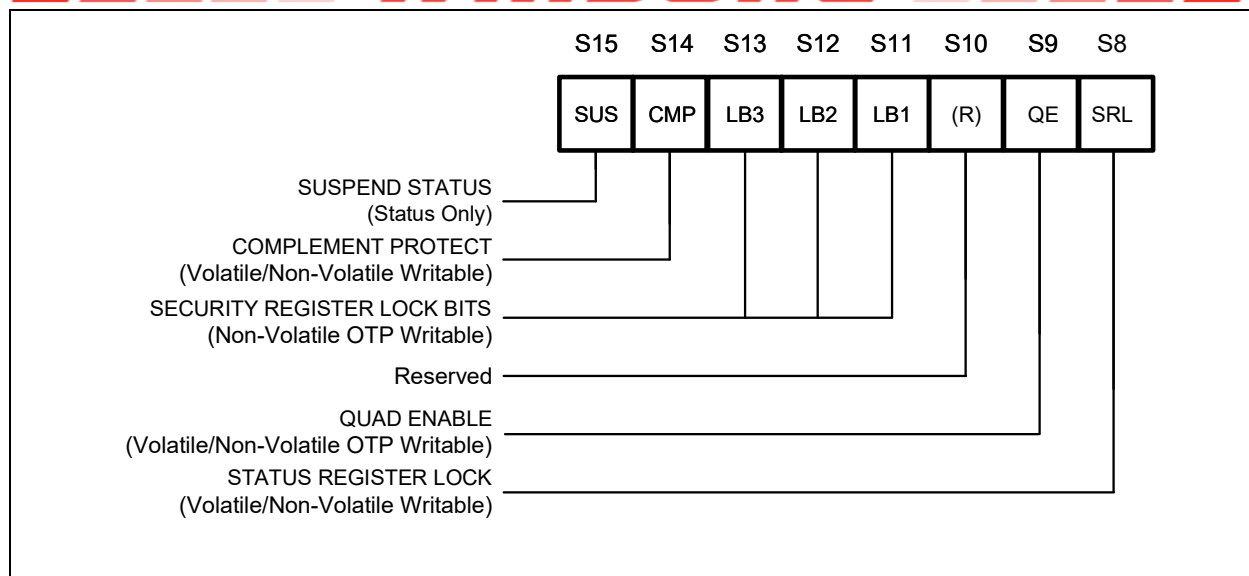 S15 S14 S13 S12 S11 S10 S9 S8
SUS CMP LB3 LB2 LB1 (R) QE SRL
SUSPEND STATUS
(Status Only)
COMPLEMENT PROTECT
(Volatile/Non-Volatile Writable)
SECURITY REGISTER LOCK BITS
(Non-Volatile OTP Writable)
Reserved
QUAD ENABLE
(Volatile/Non-Volatile OTP Writable)
STATUS REGISTER LOCK
(Volatile/Non-Volatile Writable)